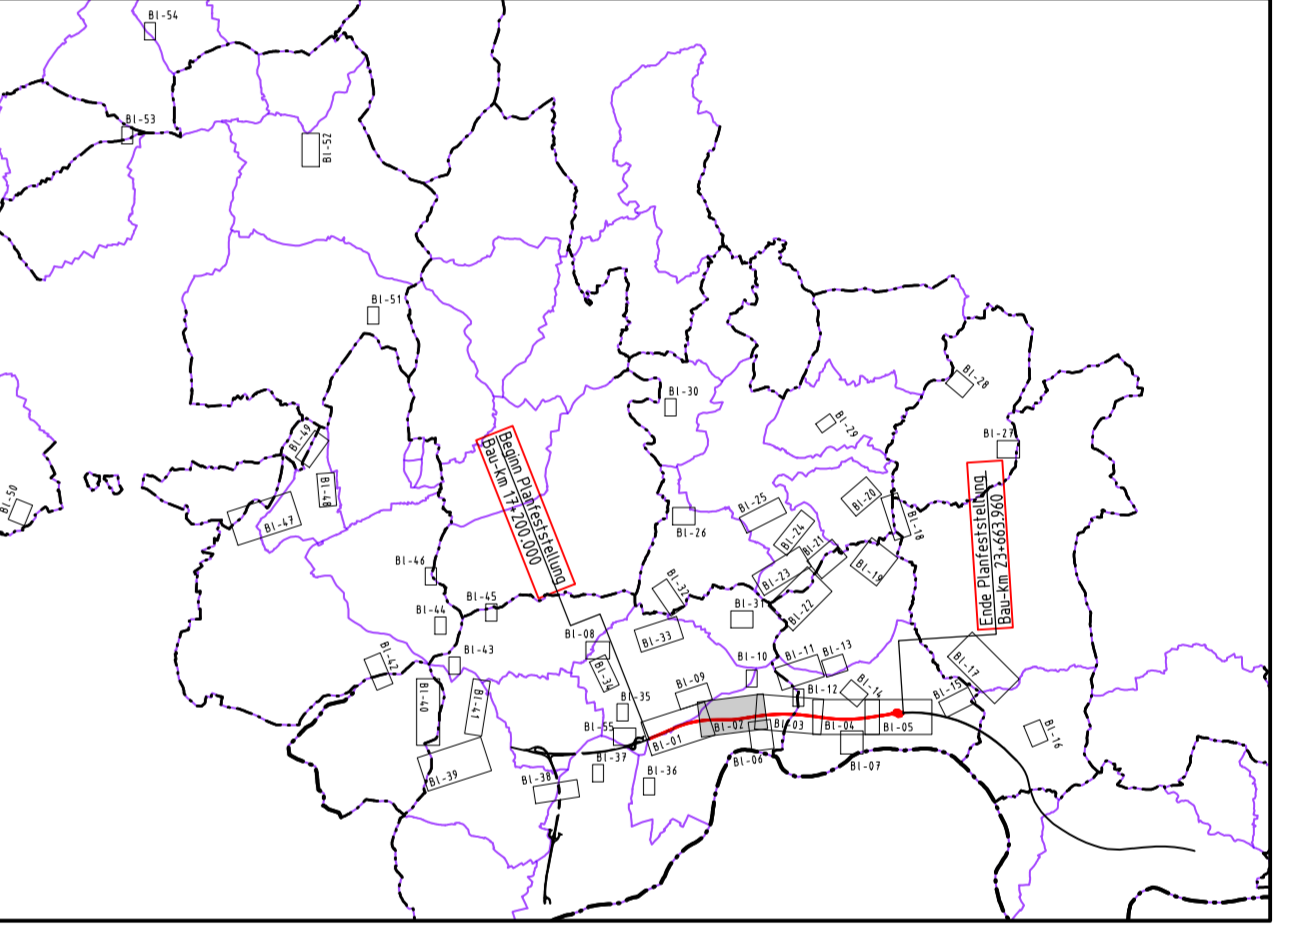 Bl-54
Bl-53
Bl-52
Bl-51
Bl-30
Bl-28
Bl-29
Bl-27
Bl-49
Bl-48
Bl-50
Bl-47
Beginn Planfeststellung
Bau-km 17+200.000
Ende Planfeststellung
Bau-km 23+663.960
Bl-25
Bl-20
Bl-26
Bl-24
Bl-18
Bl-21
Bl-19
Bl-23
Bl-46
Bl-45
Bl-44
Bl-32
Bl-31
Bl-22
Bl-08
Bl-33
Bl-43
Bl-42
Bl-10
Bl-11
Bl-13
Bl-17
Bl-34
Bl-09
Bl-12
Bl-14
Bl-15
Bl-40
Bl-41
Bl-35
Bl-55
Bl-01
Bl-02
Bl-03
Bl-04
Bl-05
Bl-16
Bl-37
Bl-06
Bl-07
Bl-39
Bl-38
Bl-36